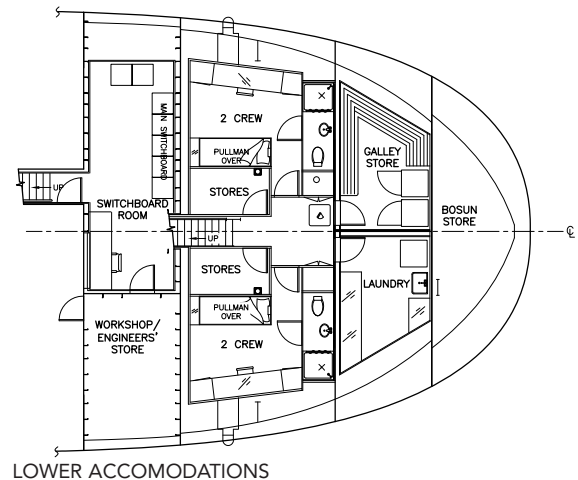 2 CREW
MAIN SWITCHBOARD
PULLMAN
OVER
GALLEY
STORE
UP
STORES
SWITCHBOARD
ROOM
BOSUN
STORE
UP
℄
STORES
LAUNDRY
PULLMAN
OVER
WORKSHOP/
ENGINEERS'
STORE
2 CREW
LOWER ACCOMODATIONS